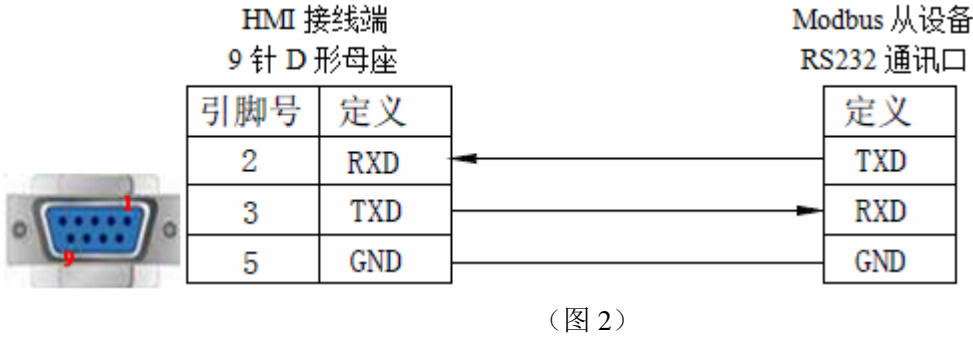 HMI 接线端
9 针 D 形母座
Modbus 从设备
RS232 通讯口
引脚号 定义 定义
2 RXD TXD
1
3 TXD RXD
9
5 GND GND
（图 2）